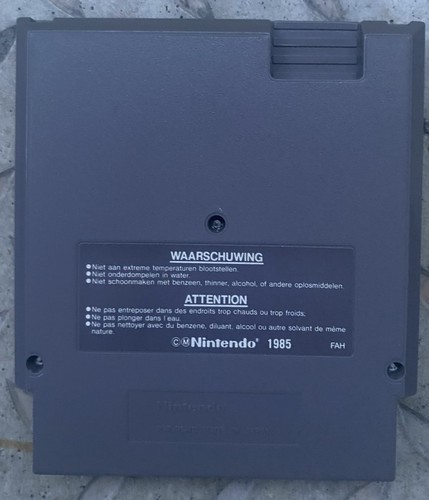 WAARSCHUWING
●Niet aan extreme temperaturen blootstellen.
●Niet onderdompelen in water.
●Niet schoonmaken met benzeen, thinner, alcohol, of andere oplosmiddelen.
ATTENTION
●Ne pas entreposer dans des endroits trop chauds ou trop froids;
●Ne pas plonger dans l'eau.
●Ne pas nettoyer avec du benzene, diluant, alcool ou autre solvant de même
nature.
©Ⓜ Nintendo® 1985 FAH
Nintendo